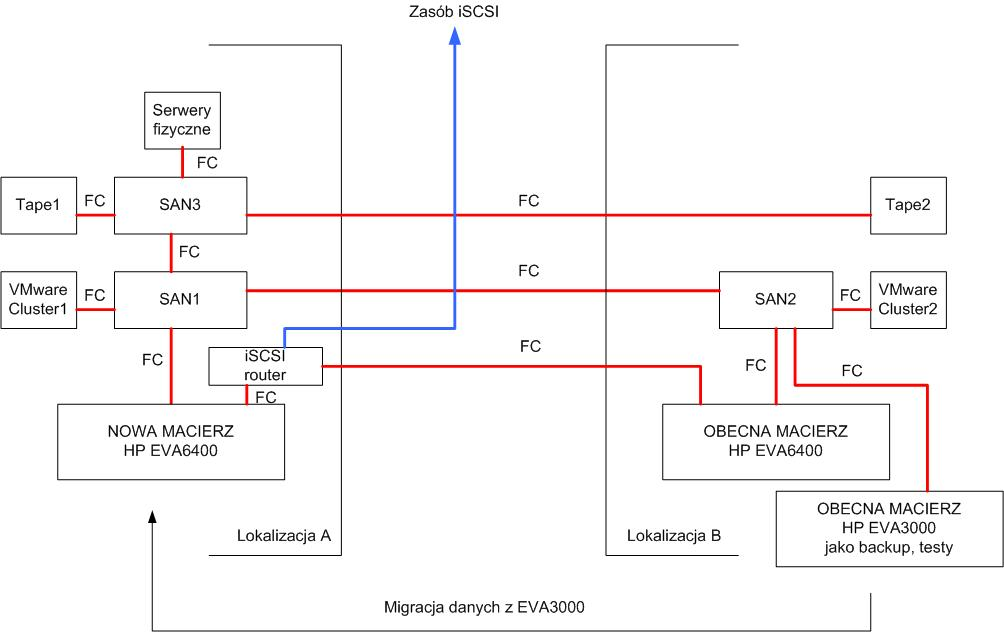 Zasób iSCSI
Serwery
fizyczne
FC
Tape1
FC
SAN3
FC
Tape2
FC
VMware
Cluster1
FC
SAN1
FC
SAN2
FC
VMware
Cluster2
FC
iSCSI
router
FC
FC
FC
FC
NOWA MACIERZ
HP EVA6400
OBECNA MACIERZ
HP EVA6400
OBECNA MACIERZ
HP EVA3000
jako backup, testy
Lokalizacja A
Lokalizacja B
Migracja danych z EVA3000